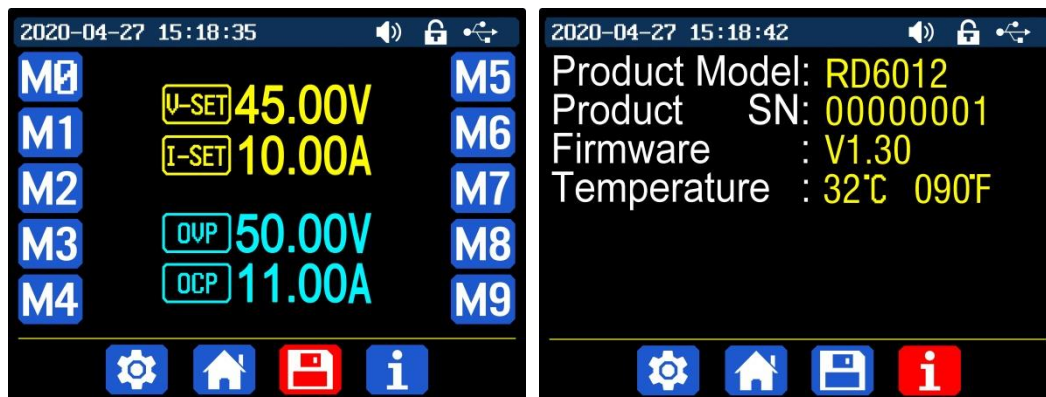 2020-04-27 15:18:35
M0
M1
M2
M3
M4
V-SET 45.00V
I-SET 10.00A
OVP 50.00V
OCP 11.00A
M5
M6
M7
M8
M9
i
2020-04-27 15:18:42
Product Model: RD6012
Product SN: 00000001
Firmware : V1.30
Temperature : 32℃ 090℉
i